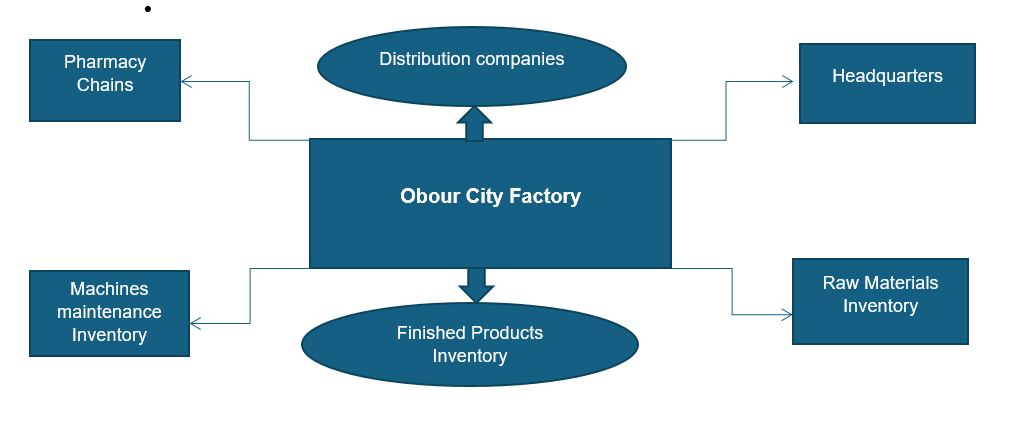 Pharmacy
Chains
Distribution companies
Headquarters
Obour City Factory
Machines
maintenance
Inventory
Finished Products
Inventory
Raw Materials
Inventory